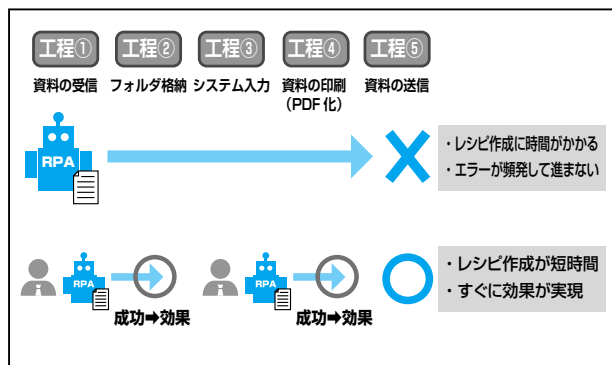 工程① 工程② 工程③ 工程④ 工程⑤
資料の受信 フォルダ格納 システム入力 資料の印刷 資料の送信
(PDF化)
RPA
・レシピ作成に時間がかかる
・エラーが頻発して進まない
RPA RPA
・レシピ作成が短時間
・すぐに効果が実現
成功➡効果 成功➡効果